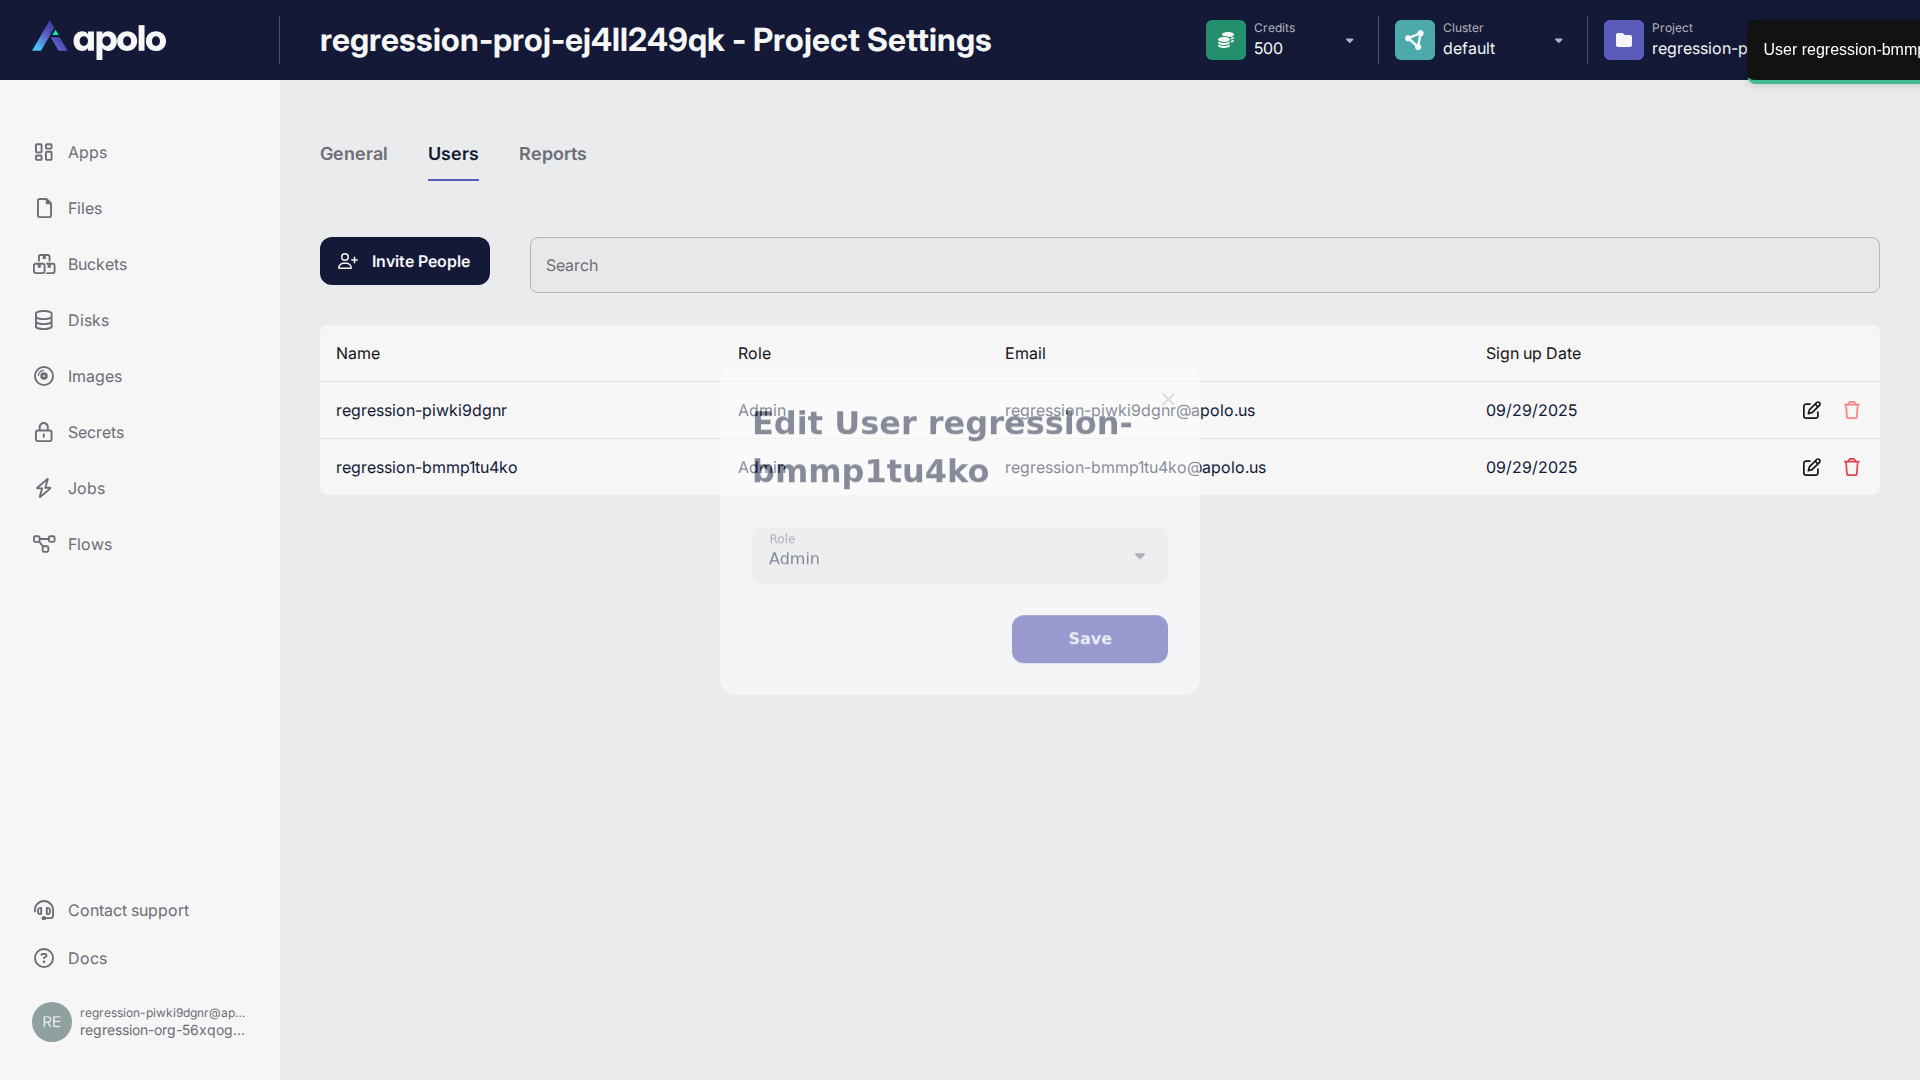 apolo
regression-proj-ej4ll249qk - Project Settings
Credits
500
Cluster
default
Project
regression-p
User regression-bmmp
Apps
Files
Buckets
Disks
Images
Secrets
Jobs
Flows
General Users Reports
Invite People
Search
Name Role Email Sign up Date
regression-piwki9dgnr Admin regression-piwki9dgnr@apolo.us 09/29/2025
regression-bmmp1tu4ko Admin regression-bmmp1tu4ko@apolo.us 09/29/2025
Edit User regression-
bmmp1tu4ko
Role
Admin
Save
Contact support
Docs
RE
regression-piwki9dgnr@ap...
regression-org-56xqog...